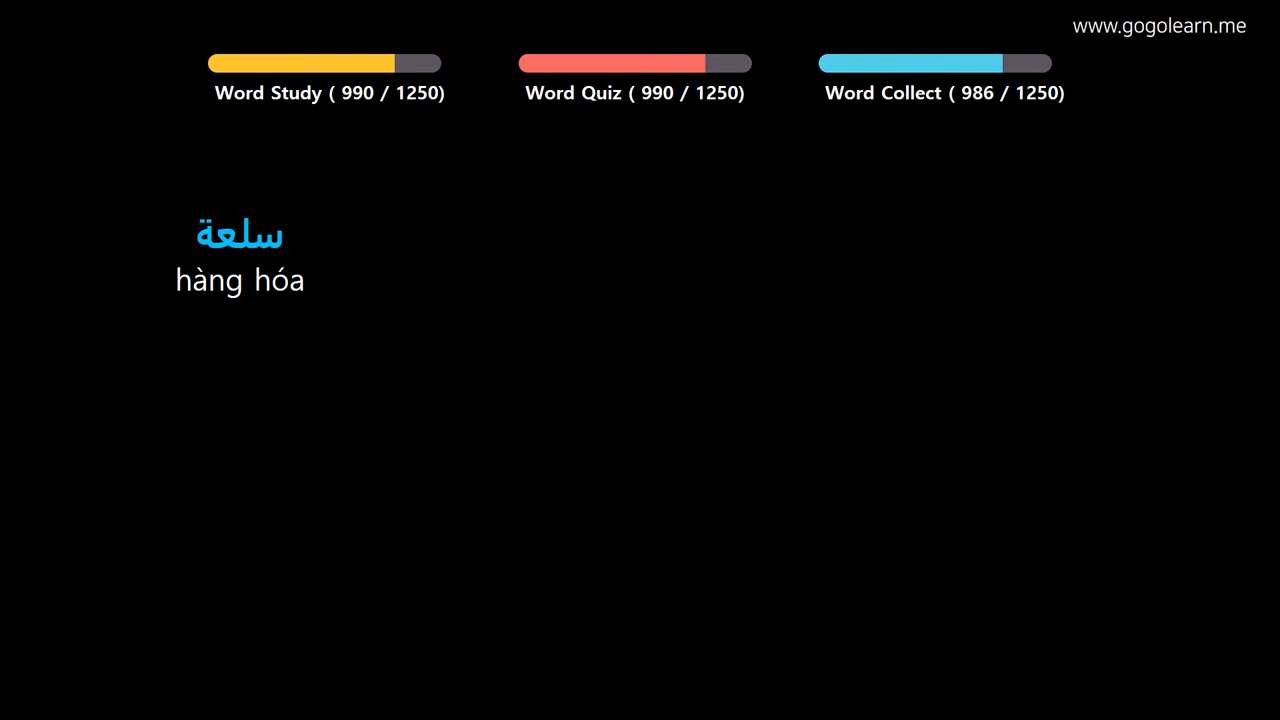 www.gogolearn.me
Word Study ( 990 / 1250)
Word Quiz ( 990 / 1250)
Word Collect ( 986 / 1250)
سلعة
hàng hóa